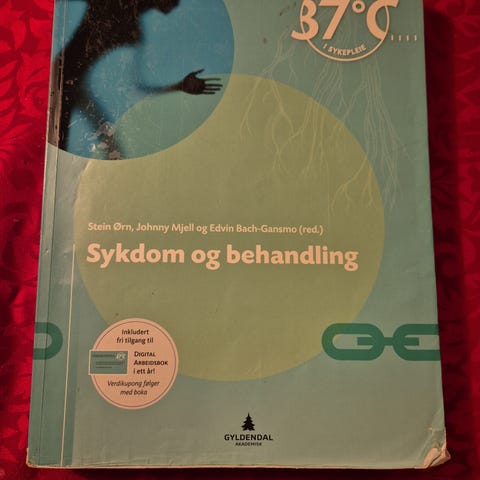 37°C
I SYKEPLEIE
Stein Ørn, Johnny Mjell og Edvin Bach-Gansmo (red.)
Sykdom og behandling
Inkludert
fri tilgang til
DIGITAL
ARBEIDSBOK
i ett år!
Verdikupong følger
med boka
GYLDENDAL
AKADEMISK